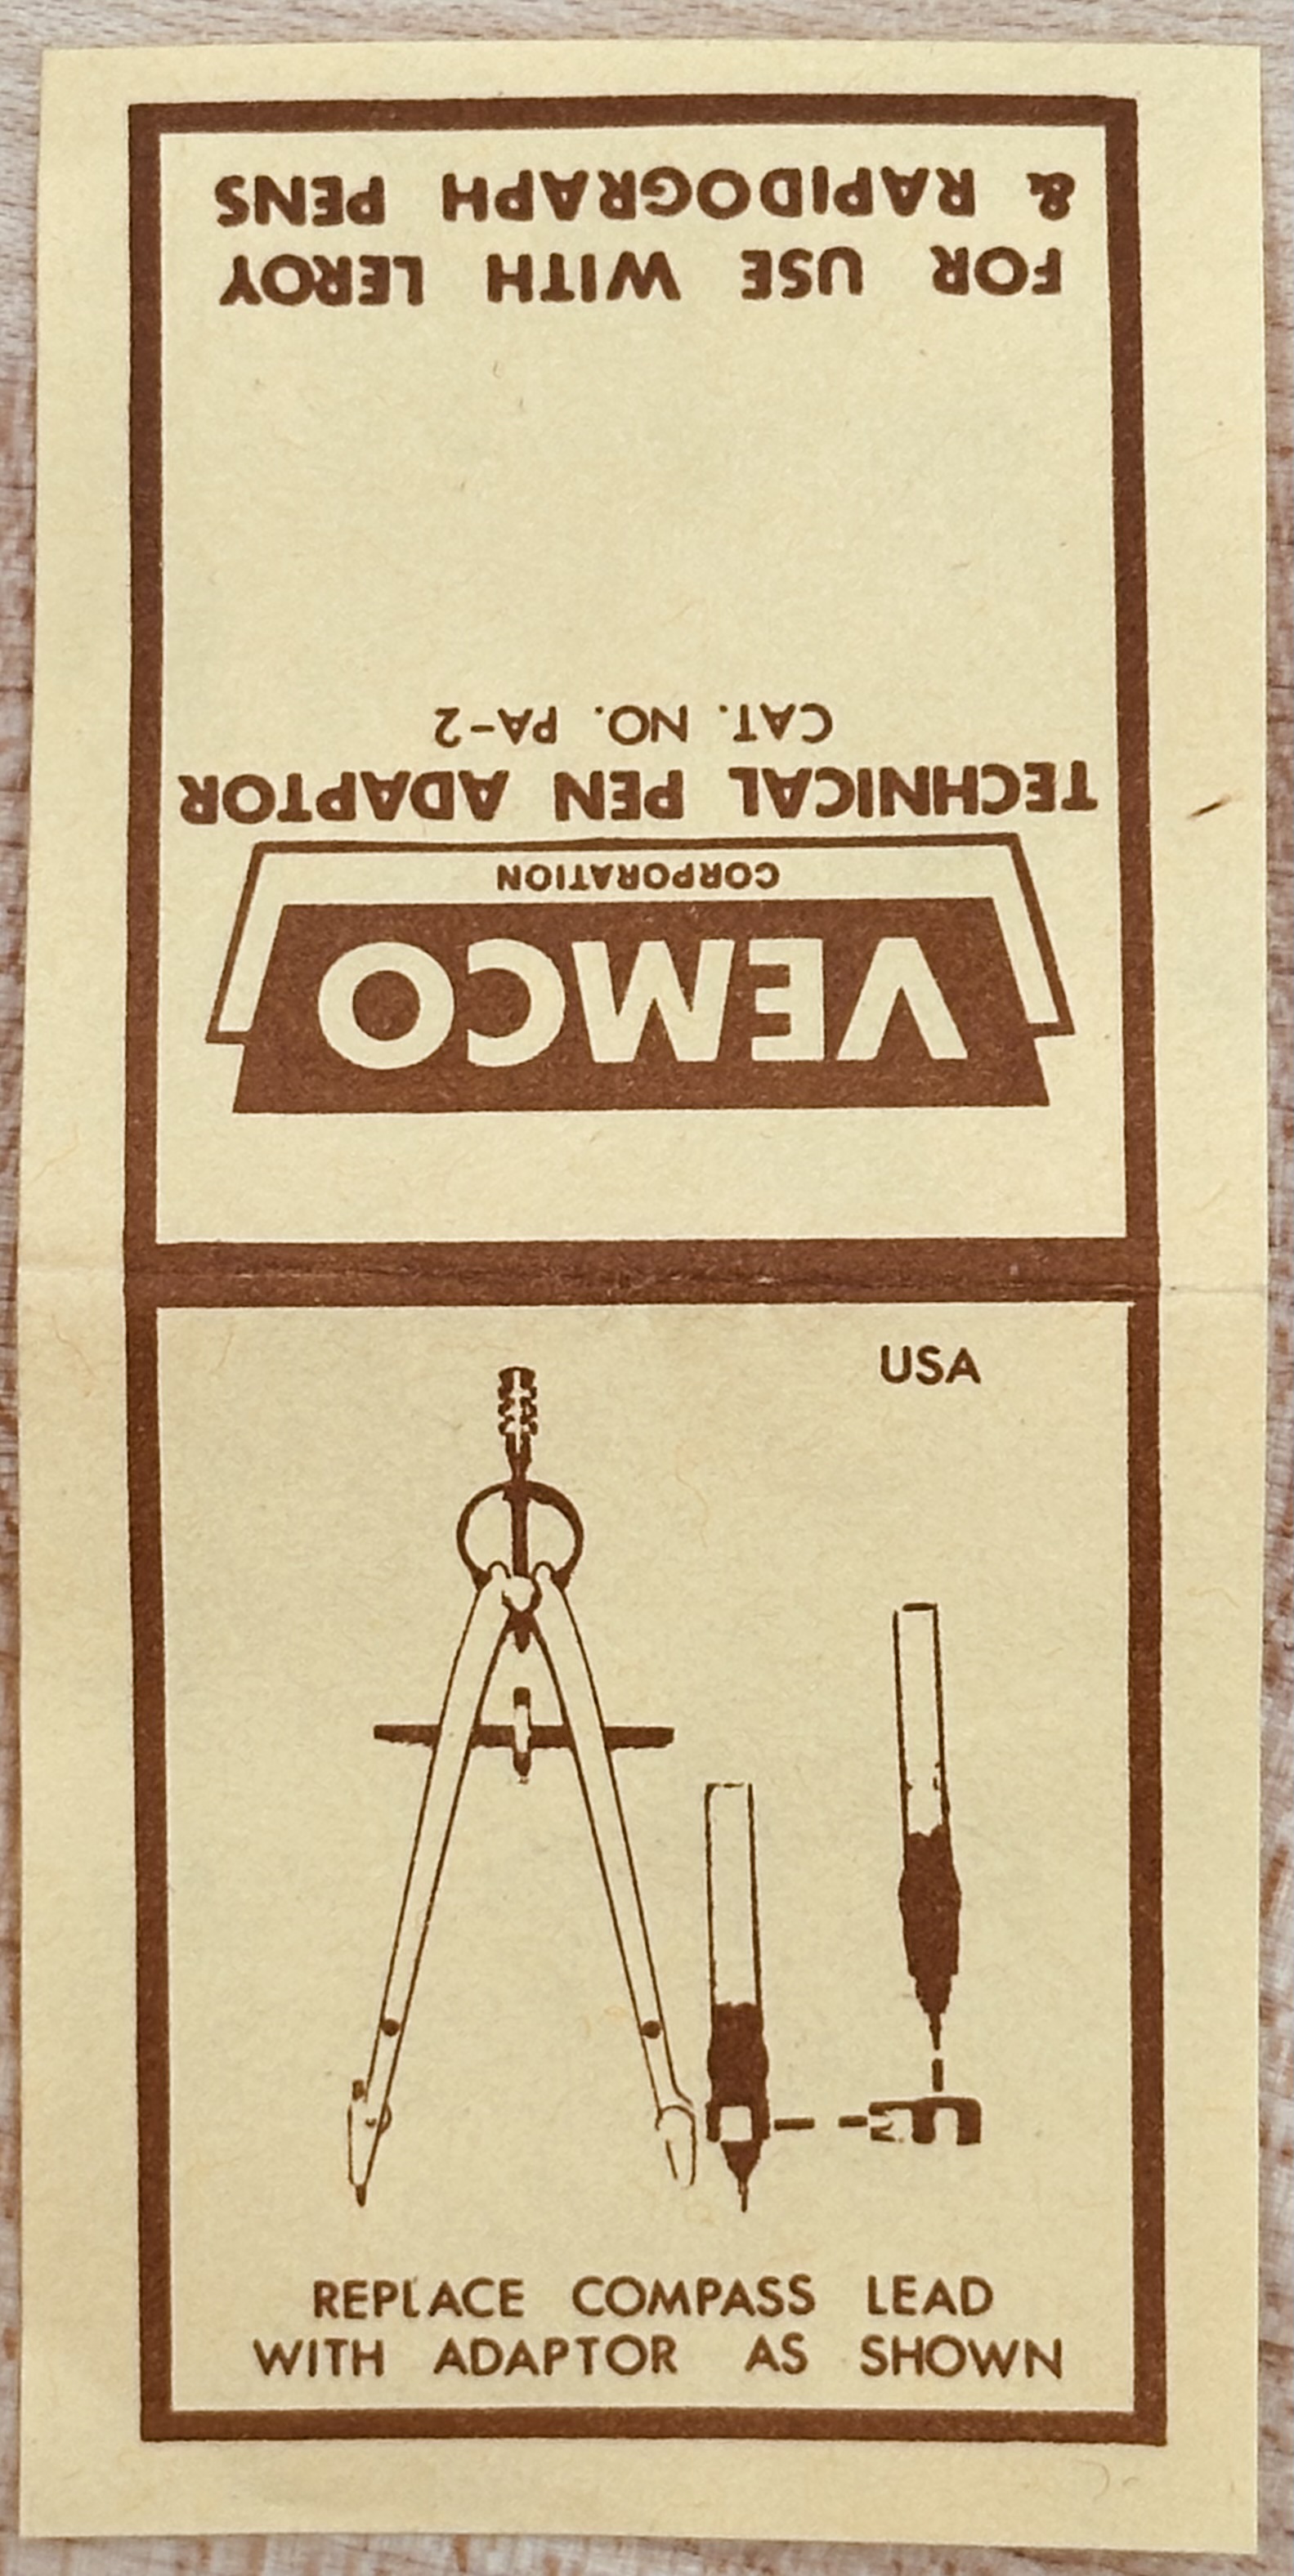 VEMCO
CORPORATION
TECHNICAL PEN ADAPTOR
CAT. NO. PA-2
FOR USE WITH LEROY
& RAPIDOGRAPH PENS
USA
REPLACE COMPASS LEAD
WITH ADAPTOR AS SHOWN